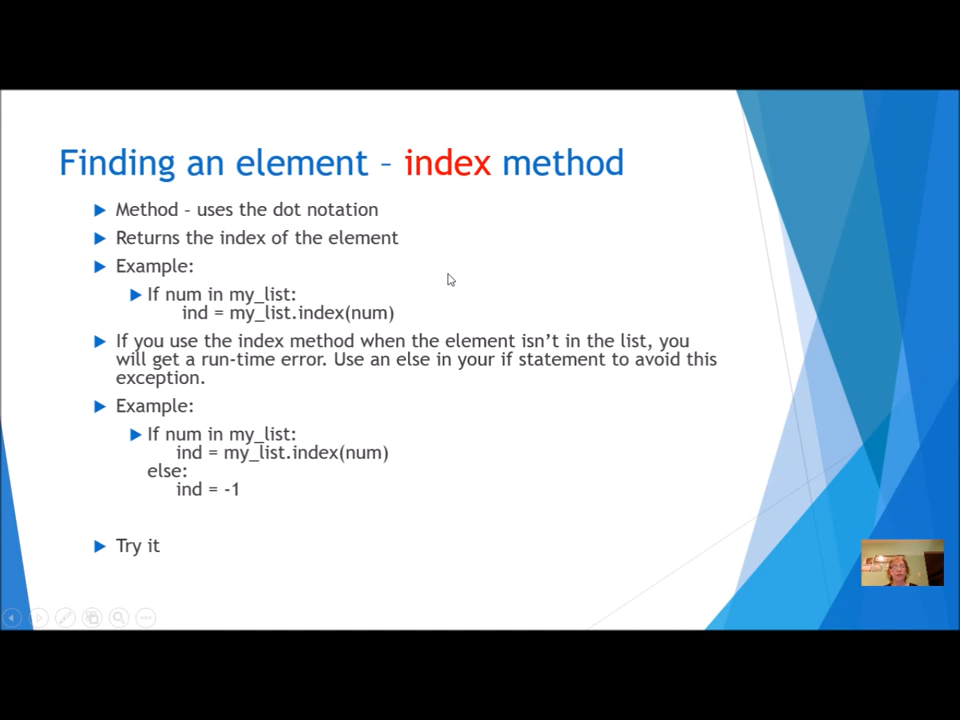 Finding an element – index method
Method – uses the dot notation
Returns the index of the element
Example:
If num in my_list:
ind = my_list.index(num)
If you use the index method when the element isn't in the list, you
will get a run-time error. Use an else in your if statement to avoid this
exception.
Example:
If num in my_list:
ind = my_list.index(num)
else:
ind = -1
Try it